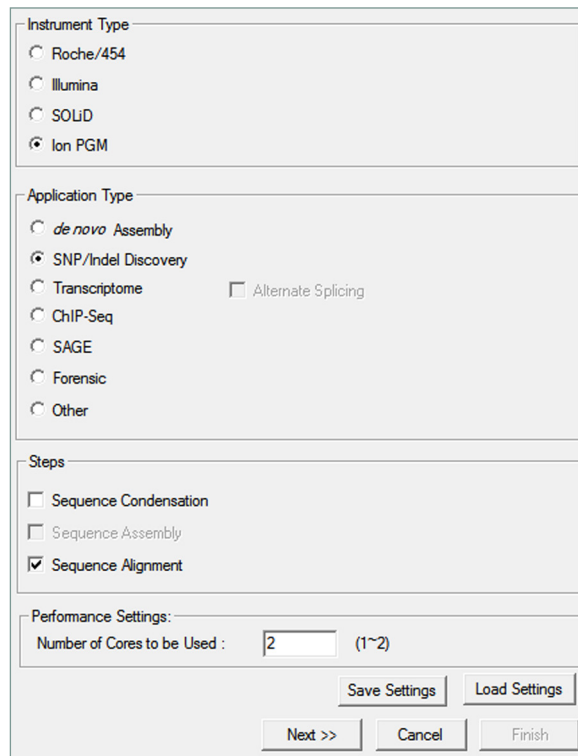 Instrument Type
Roche/454
Illumina
SOLiD
Ion PGM
Application Type
de novo Assembly
SNP/Indel Discovery
Transcriptome Alternate Splicing
ChIP-Seq
SAGE
Forensic
Other
Steps
Sequence Condensation
Sequence Assembly
Sequence Alignment
Performance Settings:
Number of Cores to be Used : 2 (1~2)
Save Settings Load Settings
Next >> Cancel Finish